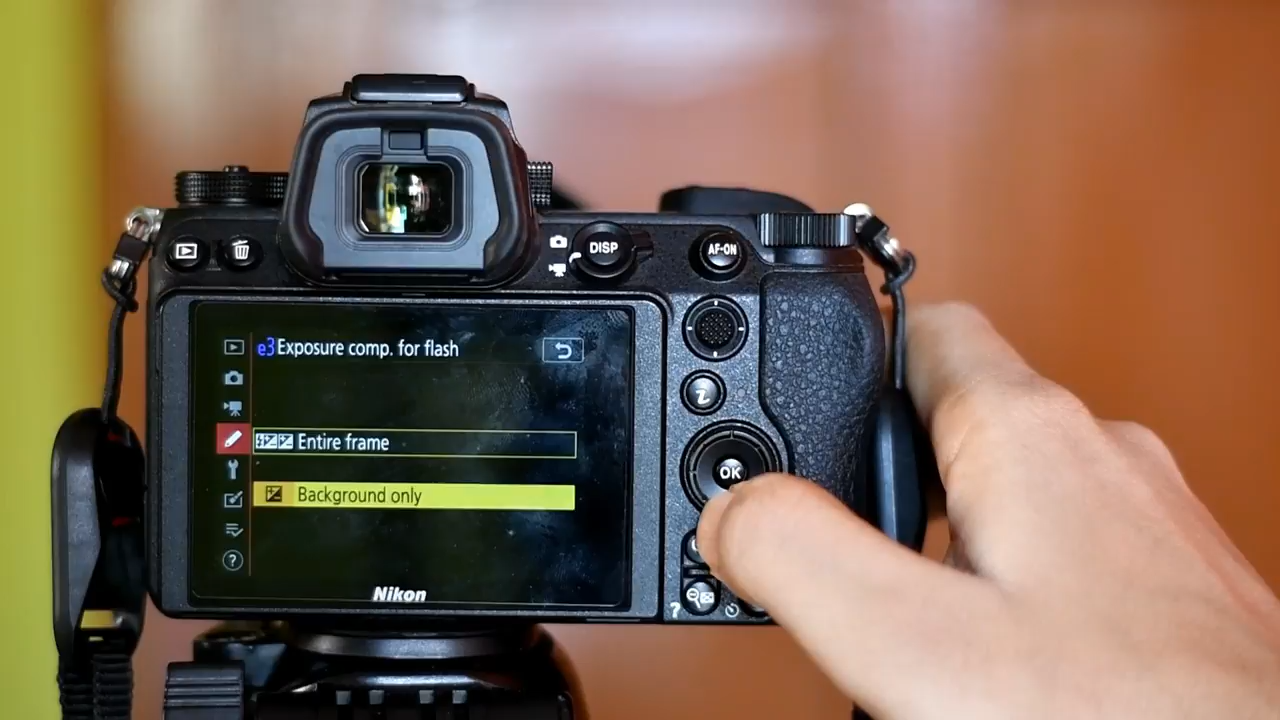 DISP
AF-ON
e3 Exposure comp. for flash
i
Entire frame
OK
Background only
Nikon
?
?